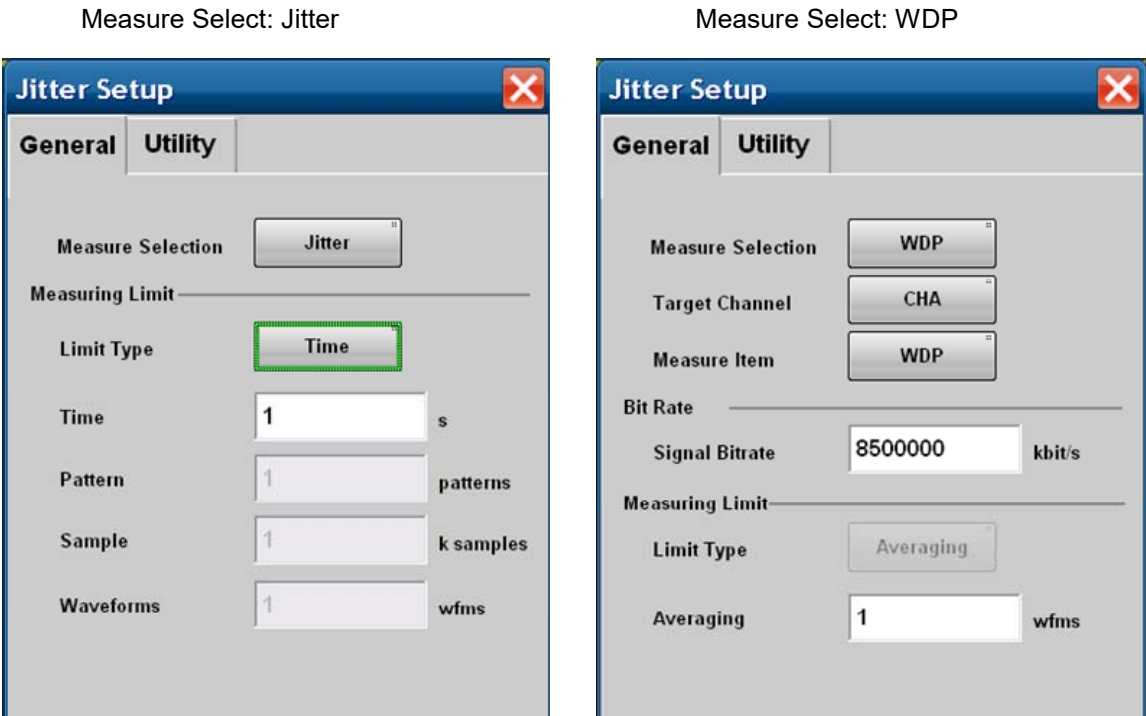 Measure Select: Jitter
Jitter Setup
General Utility
Measure Selection Jitter
Measuring Limit
Limit Type Time
Time 1 s
Pattern 1 patterns
Sample 1 k samples
Waveforms 1 wfms
Measure Select: WDP
Jitter Setup
General Utility
Measure Selection WDP
Target Channel CHA
Measure Item WDP
Bit Rate
Signal Bitrate 8500000 kbit/s
Measuring Limit
Limit Type Averaging
Averaging 1 wfms